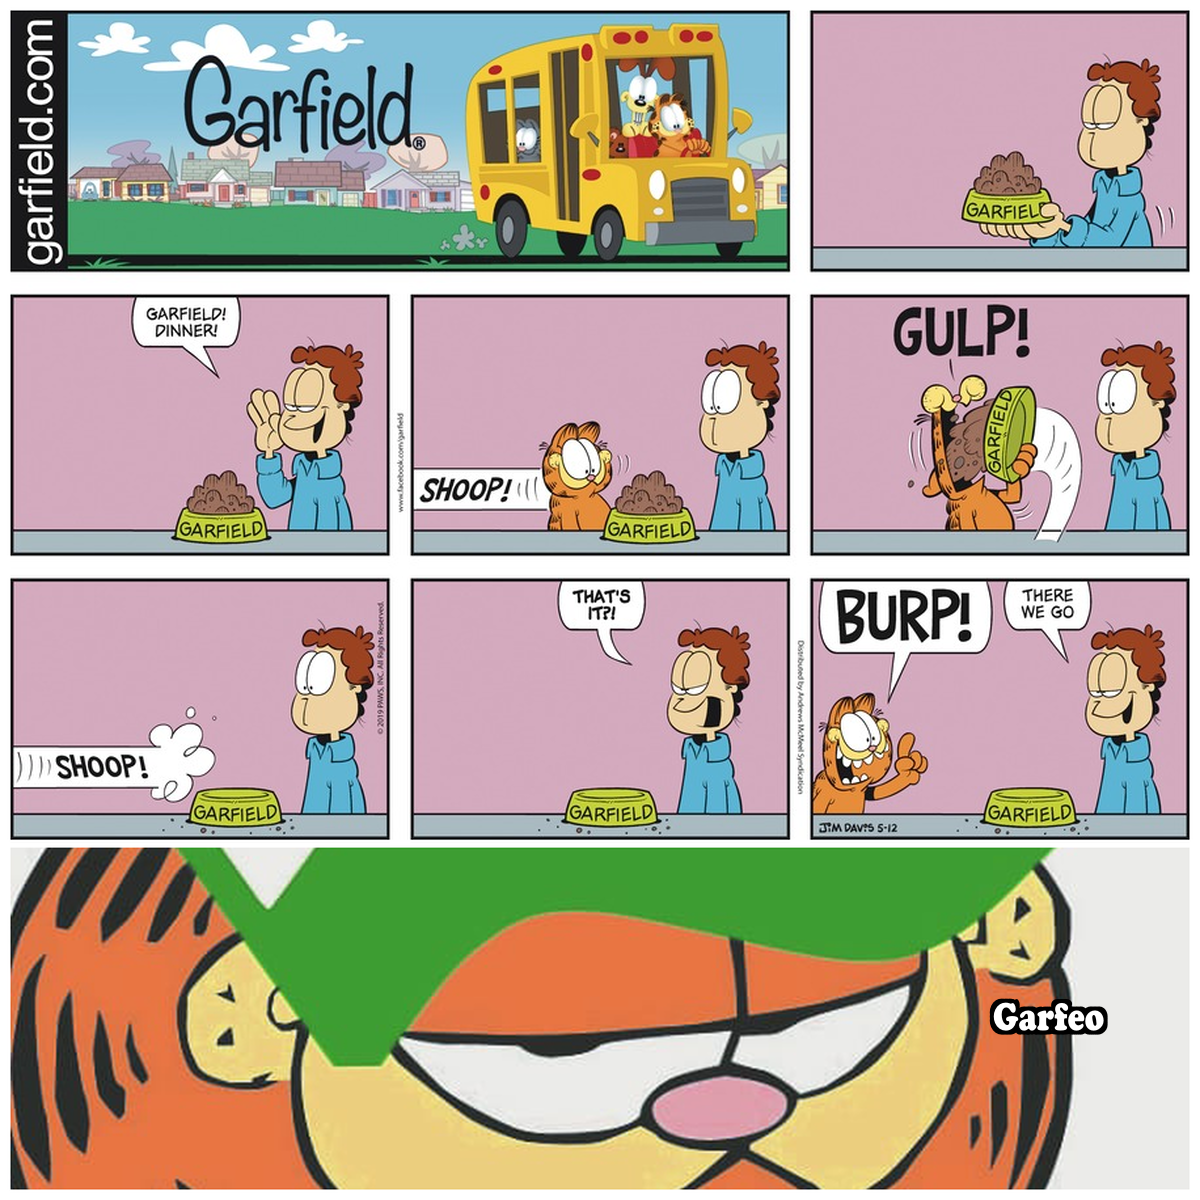 garfield.com
Garfield®
GARFIELD
GARFIELD!
DINNER!
GARFIELD
www.facebook.com/garfield
SHOOP!
GARFIELD
GULP!
GARFIELD
SHOOP!
GARFIELD
© 2019 PAWS, INC. All Rights Reserved.
THAT'S
IT?!
GARFIELD
Distributed by Andrews McMeel Syndication
BURP!
THERE
WE GO
GARFIELD
JIM DAVIS 5-12
Garfeo